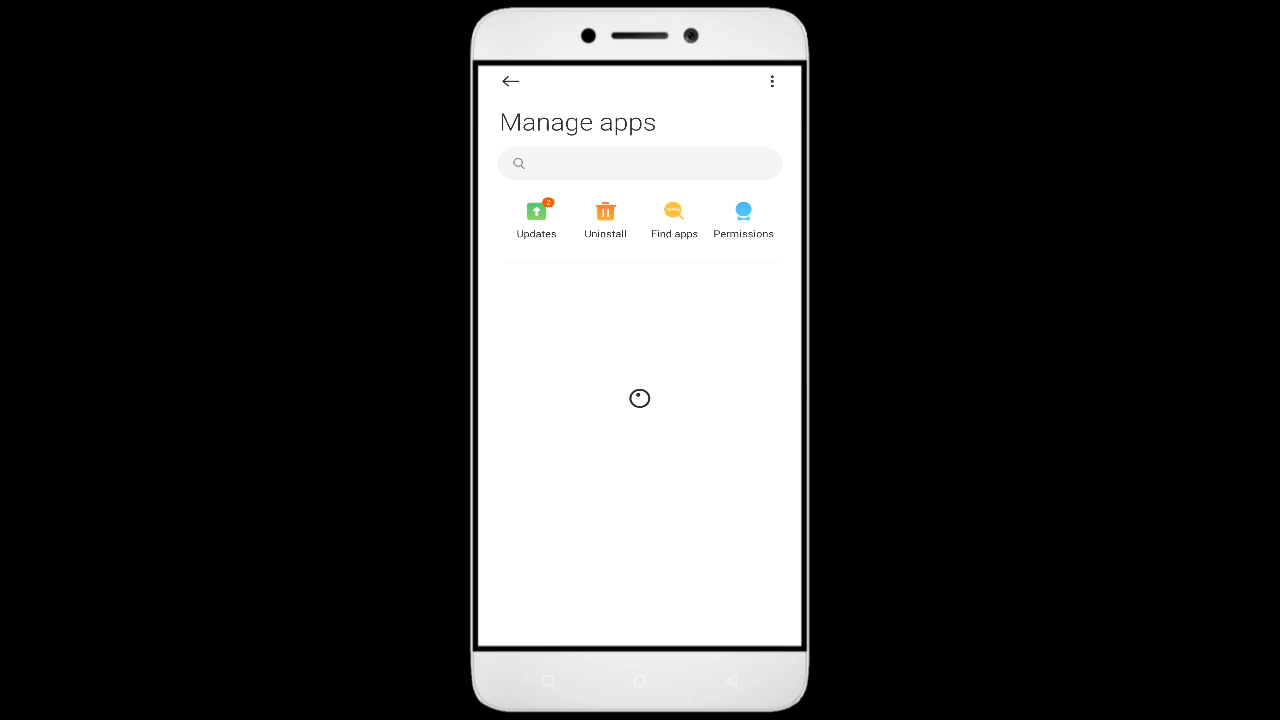 Manage apps
2
Updates
Uninstall
Find apps
Permissions